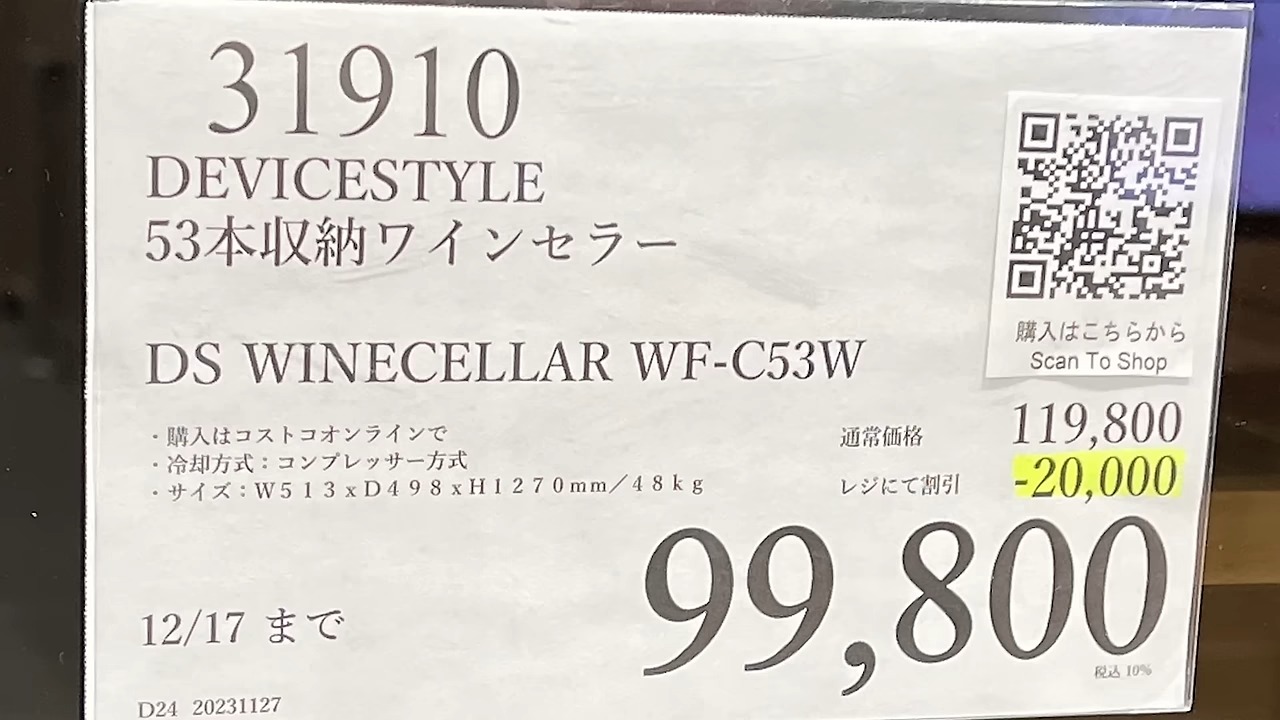 31910
DEVICESTYLE
53本収納ワインセラー
DS WINECELLAR WF-C53W
・購入はコストコオンラインで
・冷却方式：コンプレッサー方式
・サイズ：Ｗ５１３ｘＤ４９８ｘＨ１２７０mm／４８ｋｇ
購入はこちらから
Scan To Shop
通常価格 119,800
レジにて割引 -20,000
99,800
税込 10%
12/17 まで
D24 20231127